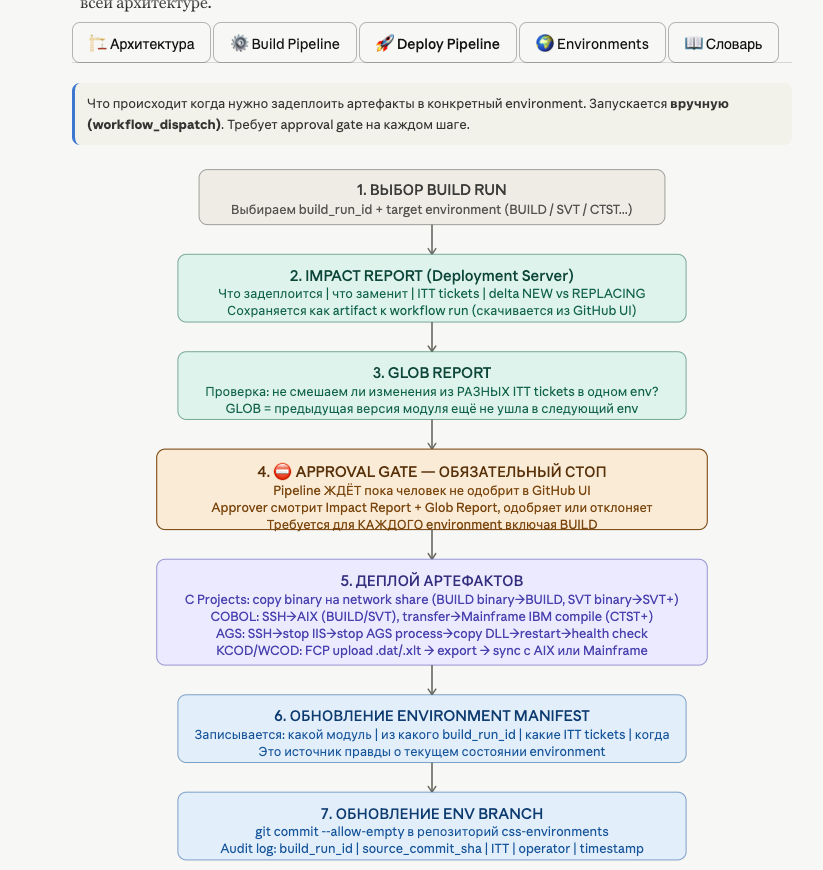 всей архитектуре.
🏗️ Архитектура
⚙️ Build Pipeline
🚀 Deploy Pipeline
🌍 Environments
📖 Словарь
Что происходит когда нужно задеплоить артефакты в конкретный environment. Запускается вручную
(workflow_dispatch). Требует approval gate на каждом шаге.
1. ВЫБОР BUILD RUN
Выбираем build_run_id + target environment (BUILD / SVT / CTST...)
2. IMPACT REPORT (Deployment Server)
Что задеплоится | что заменит | ITT tickets | delta NEW vs REPLACING
Сохраняется как artifact к workflow run (скачивается из GitHub UI)
3. GLOB REPORT
Проверка: не смешаем ли изменения из РАЗНЫХ ITT tickets в одном env?
GLOB = предыдущая версия модуля ещё не ушла в следующий env
4. ⛔ APPROVAL GATE — ОБЯЗАТЕЛЬНЫЙ СТОП
Pipeline ЖДЁТ пока человек не одобрит в GitHub UI
Approver смотрит Impact Report + Glob Report, одобряет или отклоняет
Требуется для КАЖДОГО environment включая BUILD
5. ДЕПЛОЙ АРТЕФАКТОВ
C Projects: copy binary на network share (BUILD binary→BUILD, SVT binary→SVT+)
COBOL: SSH→AIX (BUILD/SVT), transfer→Mainframe IBM compile (CTST+)
AGS: SSH→stop IIS→stop AGS process→copy DLL→restart→health check
KCOD/WCOD: FCP upload .dat/.xlt → export → sync с AIX или Mainframe
6. ОБНОВЛЕНИЕ ENVIRONMENT MANIFEST
Записывается: какой модуль | из какого build_run_id | какие ITT tickets | когда
Это источник правды о текущем состоянии environment
7. ОБНОВЛЕНИЕ ENV BRANCH
git commit --allow-empty в репозиторий css-environments
Audit log: build_run_id | source_commit_sha | ITT | operator | timestamp